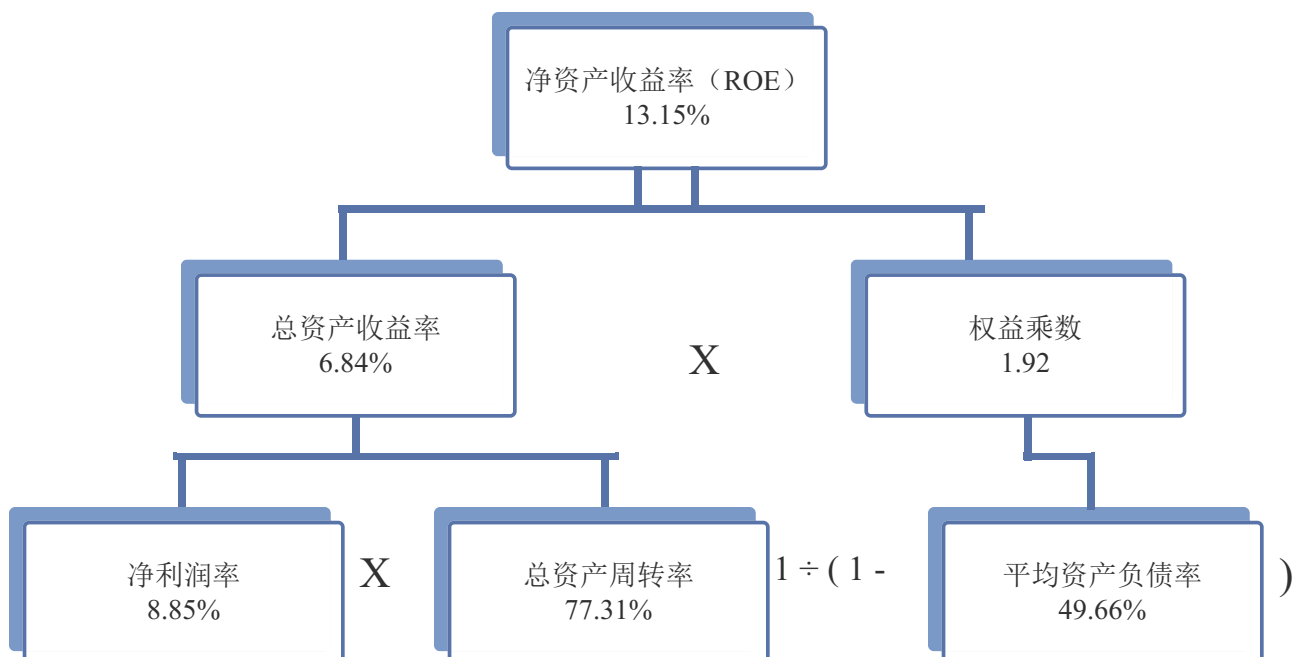 净资产收益率（ROE）
13.15%
总资产收益率
6.84%
X
权益乘数
1.92
净利润率
8.85%
X
总资产周转率
77.31%
1 ÷ ( 1 -
平均资产负债率
49.66%
)